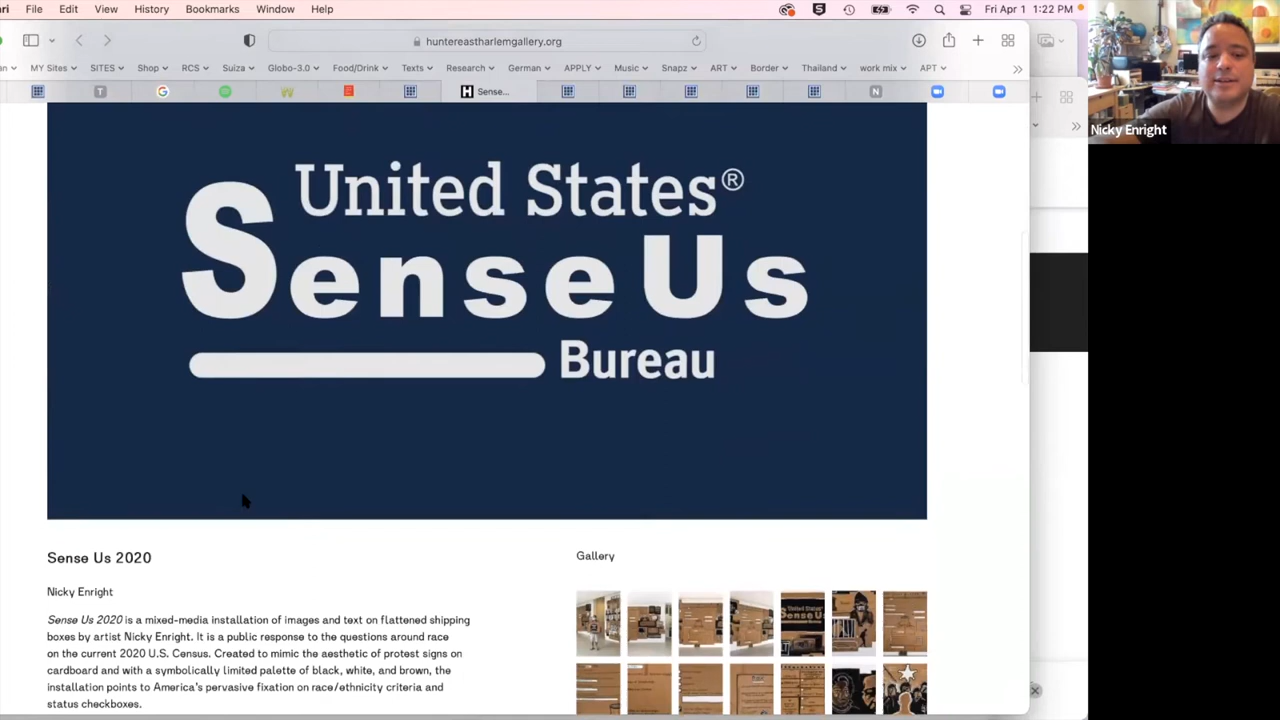 ari File Edit View History Bookmarks Window Help
Fri Apr 1 1:22 PM
huntereastharlemgallery.org
MY Sites SITES Shop RCS Suiza Globo-3.0 Food/Drink Texts Research German APPLY Music Snapz ART Border Thailand work mix APT
T
H Sense...
N
Nicky Enright
United States®
SenseUs
Bureau
Sense Us 2020
Nicky Enright
Sense Us 2020 is a mixed-media installation of images and text on flattened shipping
boxes by artist Nicky Enright. It is a public response to the questions around race
on the current 2020 U.S. Census. Created to mimic the aesthetic of protest signs on
cardboard and with a symbolically limited palette of black, white, and brown, the
installation points to America's pervasive fixation on race/ethnicity criteria and
status checkboxes.
Gallery
United States
SenseUs